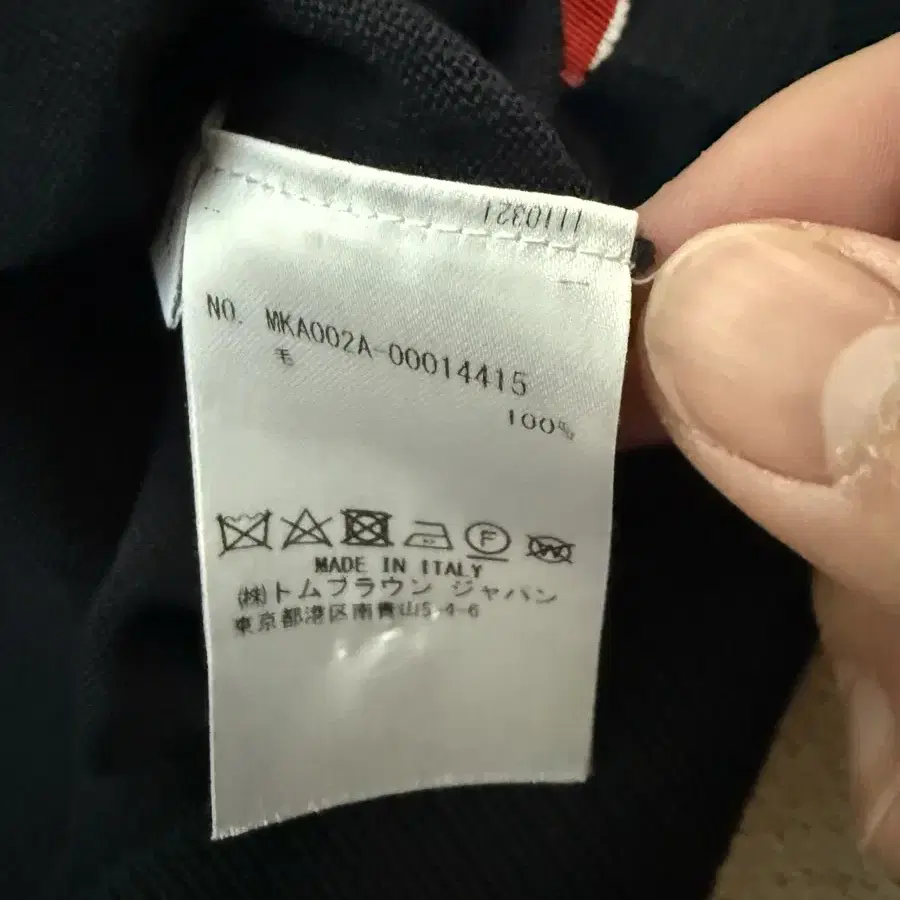 1110321
NO. MKA002A-00014415
毛
100%
F W
MADE IN ITALY
(株)トムブラウン ジャパン
東京都港区南青山5-4-6